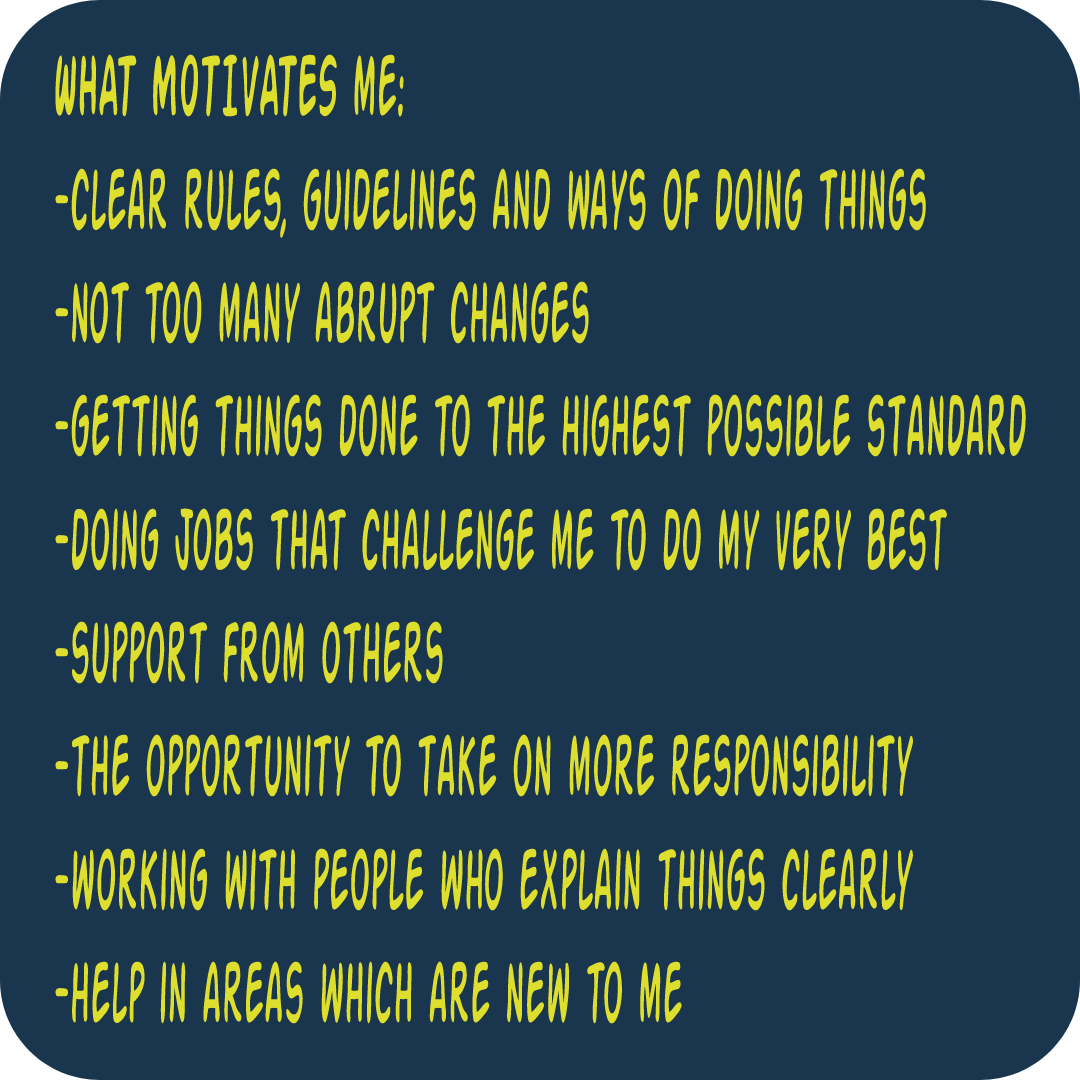 WHAT MOTIVATES ME:
-CLEAR RULES, GUIDELINES AND WAYS OF DOING THINGS
-NOT TOO MANY ABRUPT CHANGES
-GETTING THINGS DONE TO THE HIGHEST POSSIBLE STANDARD
-DOING JOBS THAT CHALLENGE ME TO DO MY VERY BEST
-SUPPORT FROM OTHERS
-THE OPPORTUNITY TO TAKE ON MORE RESPONSIBILITY
-WORKING WITH PEOPLE WHO EXPLAIN THINGS CLEARLY
-HELP IN AREAS WHICH ARE NEW TO ME